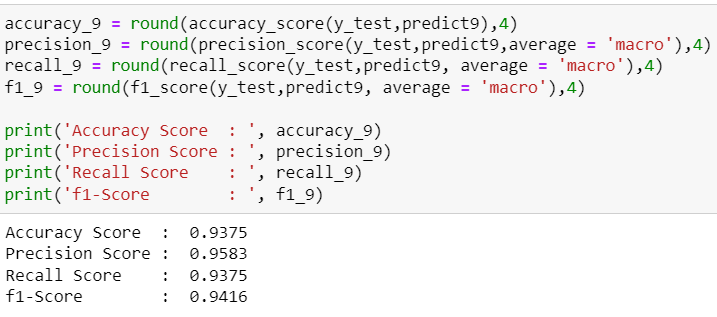 accuracy_9 = round(accuracy_score(y_test,predict9),4)
precision_9 = round(precision_score(y_test,predict9,average = 'macro'),4)
recall_9 = round(recall_score(y_test,predict9, average = 'macro'),4)
f1_9 = round(f1_score(y_test,predict9, average = 'macro'),4)

print('Accuracy Score  : ', accuracy_9)
print('Precision Score : ', precision_9)
print('Recall Score    : ', recall_9)
print('f1-Score        : ', f1_9)

Accuracy Score  :  0.9375
Precision Score :  0.9583
Recall Score    :  0.9375
f1-Score        :  0.9416